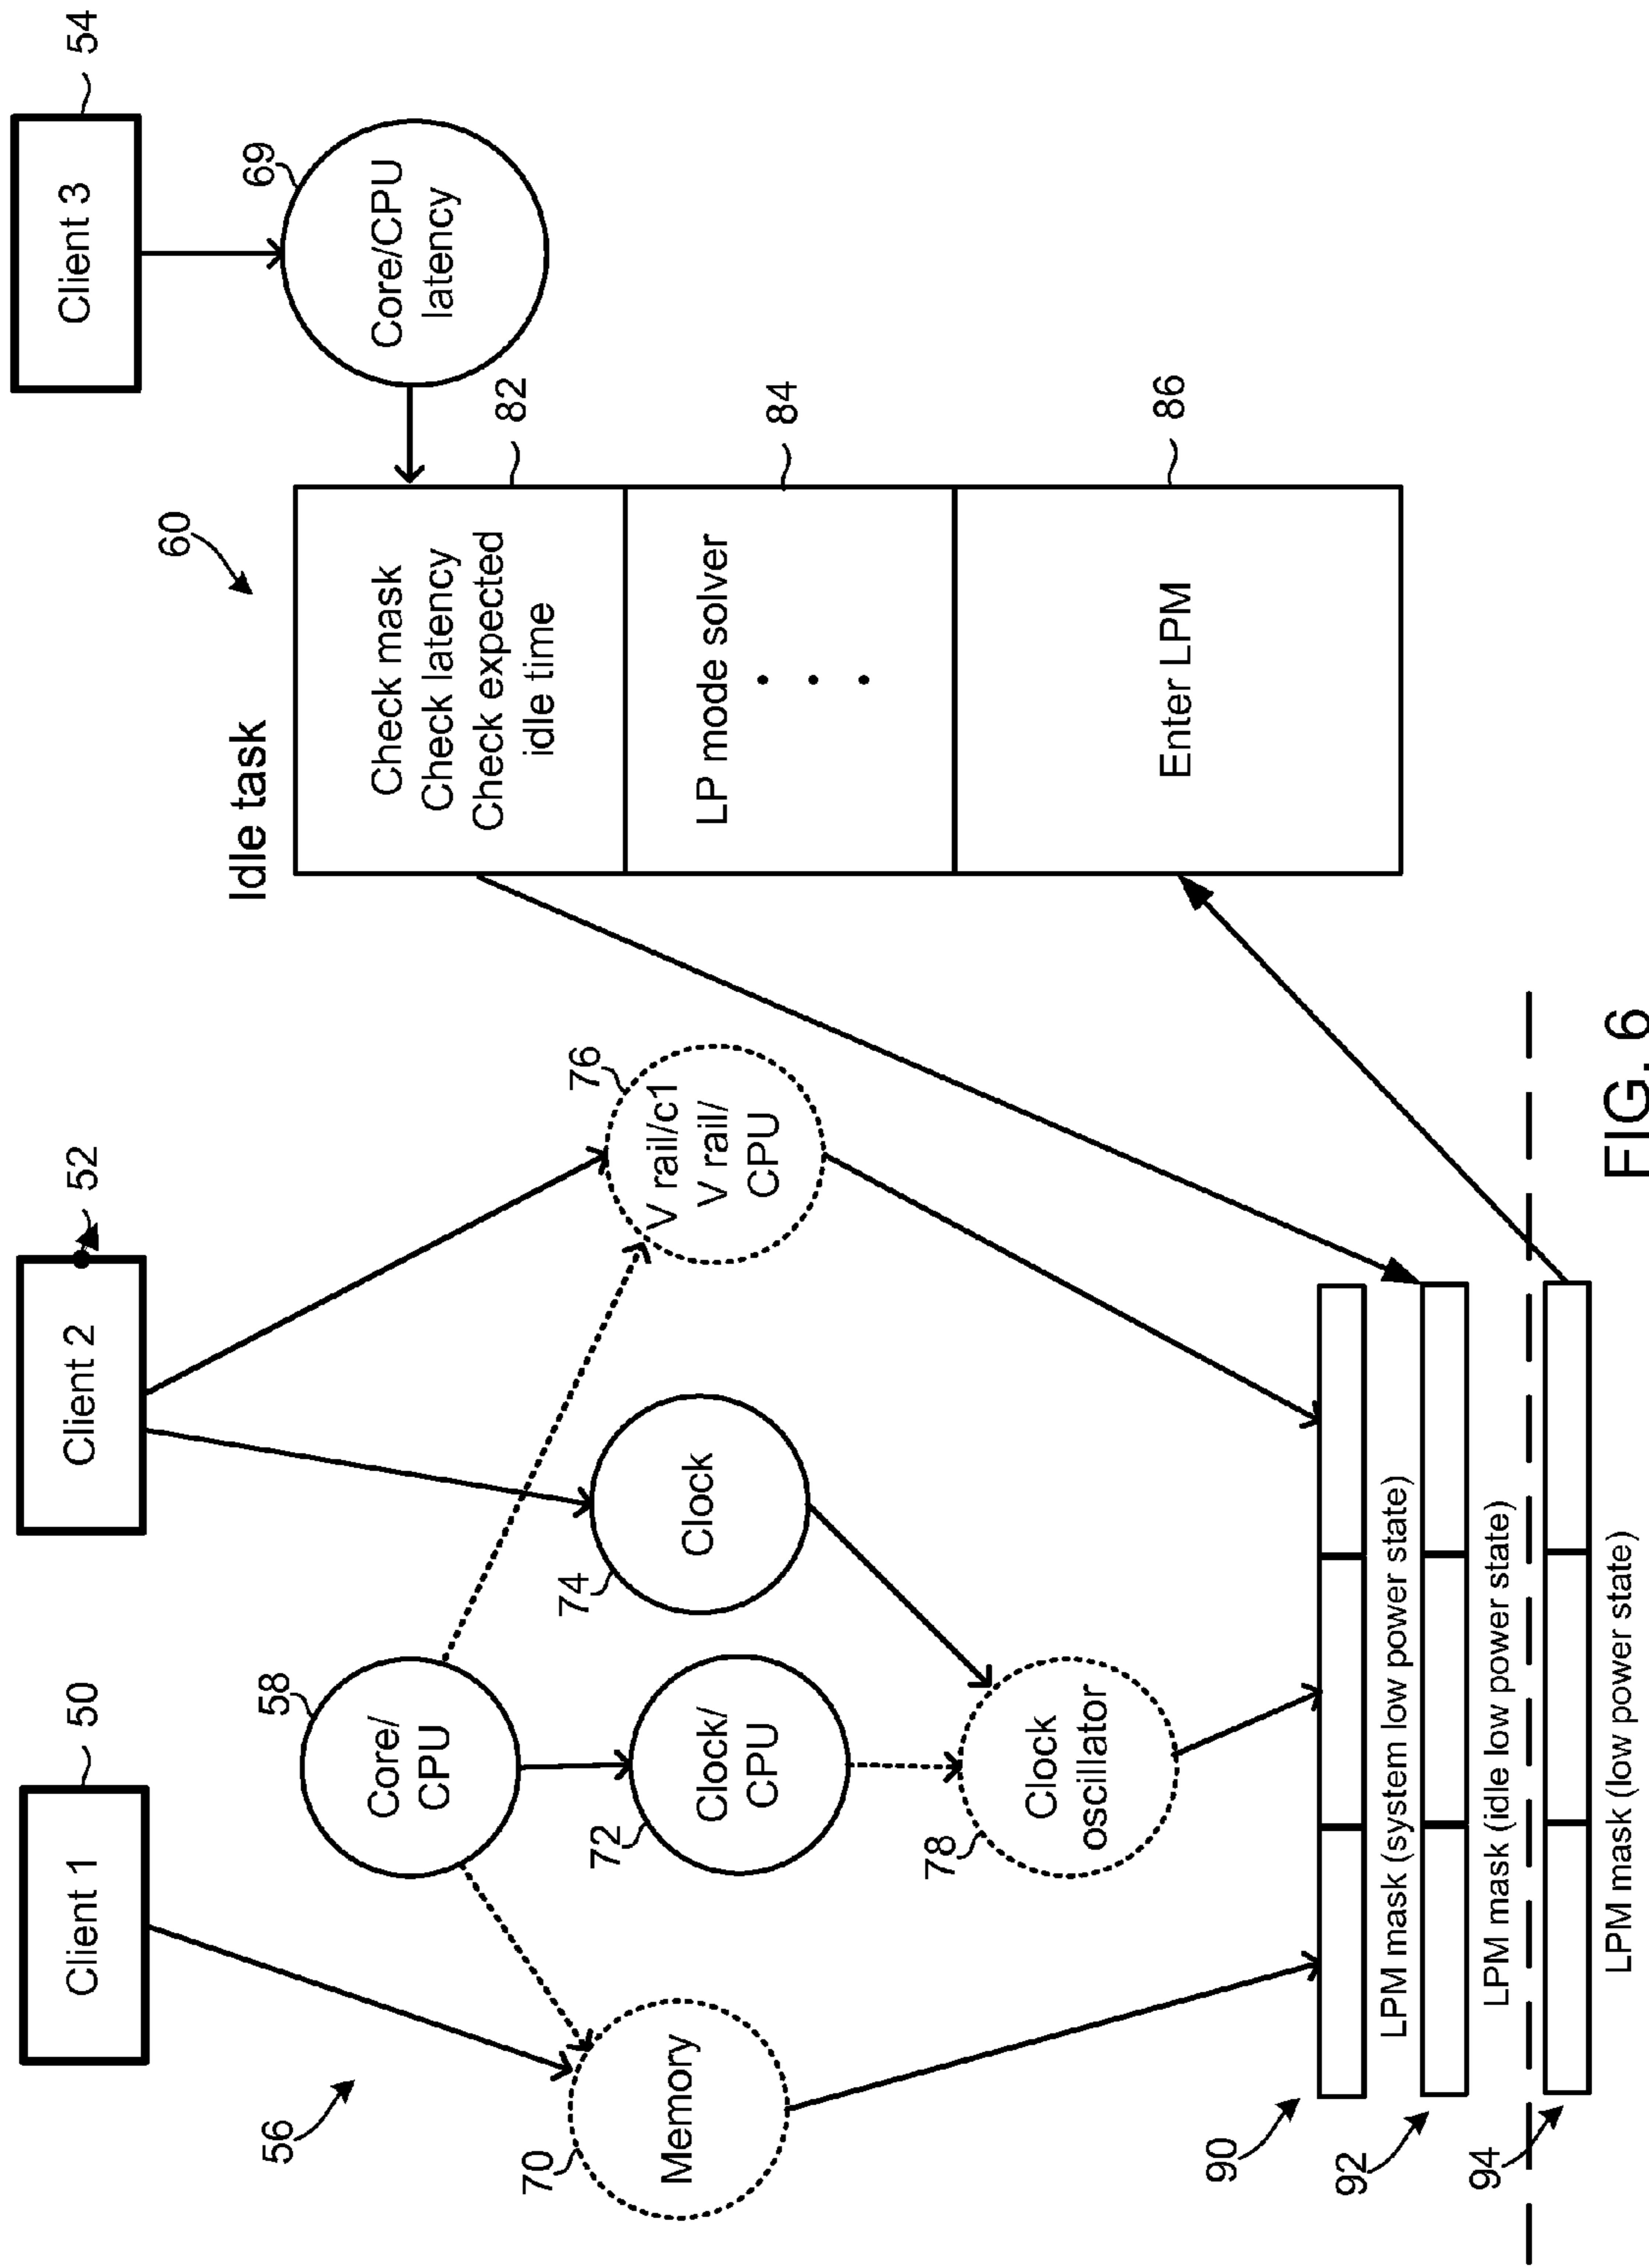 Client 1
50
Client 2
52
Client 3
54
56
58
Core/
CPU
69
Core/CPU
latency
60
Idle task
70
Memory
72
Clock/
CPU
74
Clock
76
V rail/c1
V rail/
CPU
78
Clock
oscillator
Check mask
Check latency
Check expected
idle time
82
LP mode solver
84
Enter LPM
86
90
LPM mask (system low power state)
92
LPM mask (idle low power state)
94
LPM mask (low power state)
FIG. 6